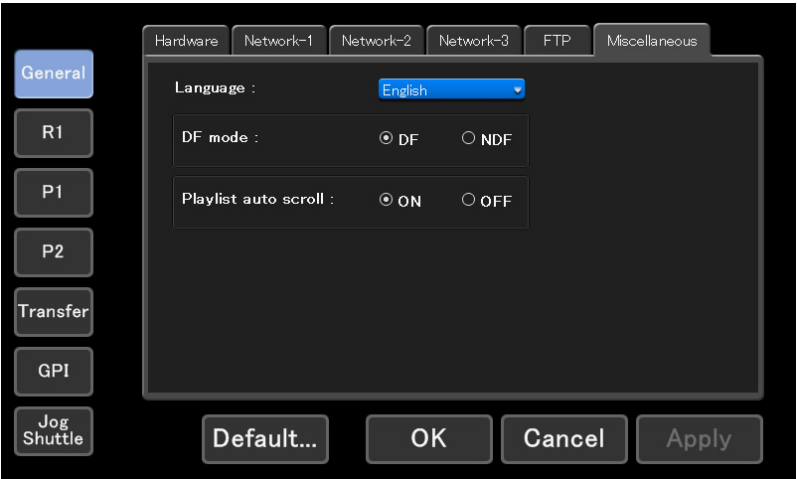 Hardware Network-1 Network-2 Network-3 FTP Miscellaneous
General
R1
P1
P2
Transfer
GPI
Jog
Shuttle
Language : English
DF mode : DF NDF
Playlist auto scroll : ON OFF
Default... OK Cancel Apply